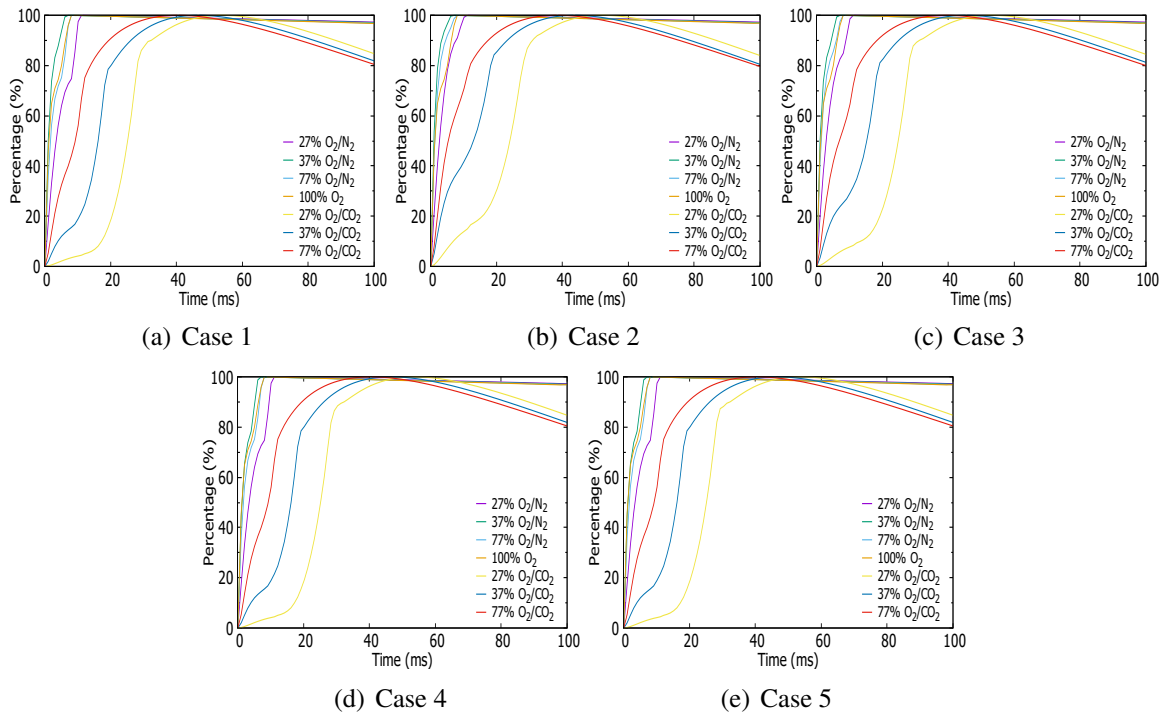 Percentage (%)
100
80
60
40
20
0
27% O₂/N₂
37% O₂/N₂
77% O₂/N₂
100% O₂
27% O₂/CO₂
37% O₂/CO₂
77% O₂/CO₂
0 20 40 60 80 100
Time (ms)
(a) Case 1
Percentage (%)
100
80
60
40
20
0
27% O₂/N₂
37% O₂/N₂
77% O₂/N₂
100% O₂
27% O₂/CO₂
37% O₂/CO₂
77% O₂/CO₂
0 20 40 60 80 100
Time (ms)
(b) Case 2
Percentage (%)
100
80
60
40
20
0
27% O₂/N₂
37% O₂/N₂
77% O₂/N₂
100% O₂
27% O₂/CO₂
37% O₂/CO₂
77% O₂/CO₂
0 20 40 60 80 100
Time (ms)
(c) Case 3
Percentage (%)
100
80
60
40
20
0
27% O₂/N₂
37% O₂/N₂
77% O₂/N₂
100% O₂
27% O₂/CO₂
37% O₂/CO₂
77% O₂/CO₂
0 20 40 60 80 100
Time (ms)
(d) Case 4
Percentage (%)
100
80
60
40
20
0
27% O₂/N₂
37% O₂/N₂
77% O₂/N₂
100% O₂
27% O₂/CO₂
37% O₂/CO₂
77% O₂/CO₂
0 20 40 60 80 100
Time (ms)
(e) Case 5